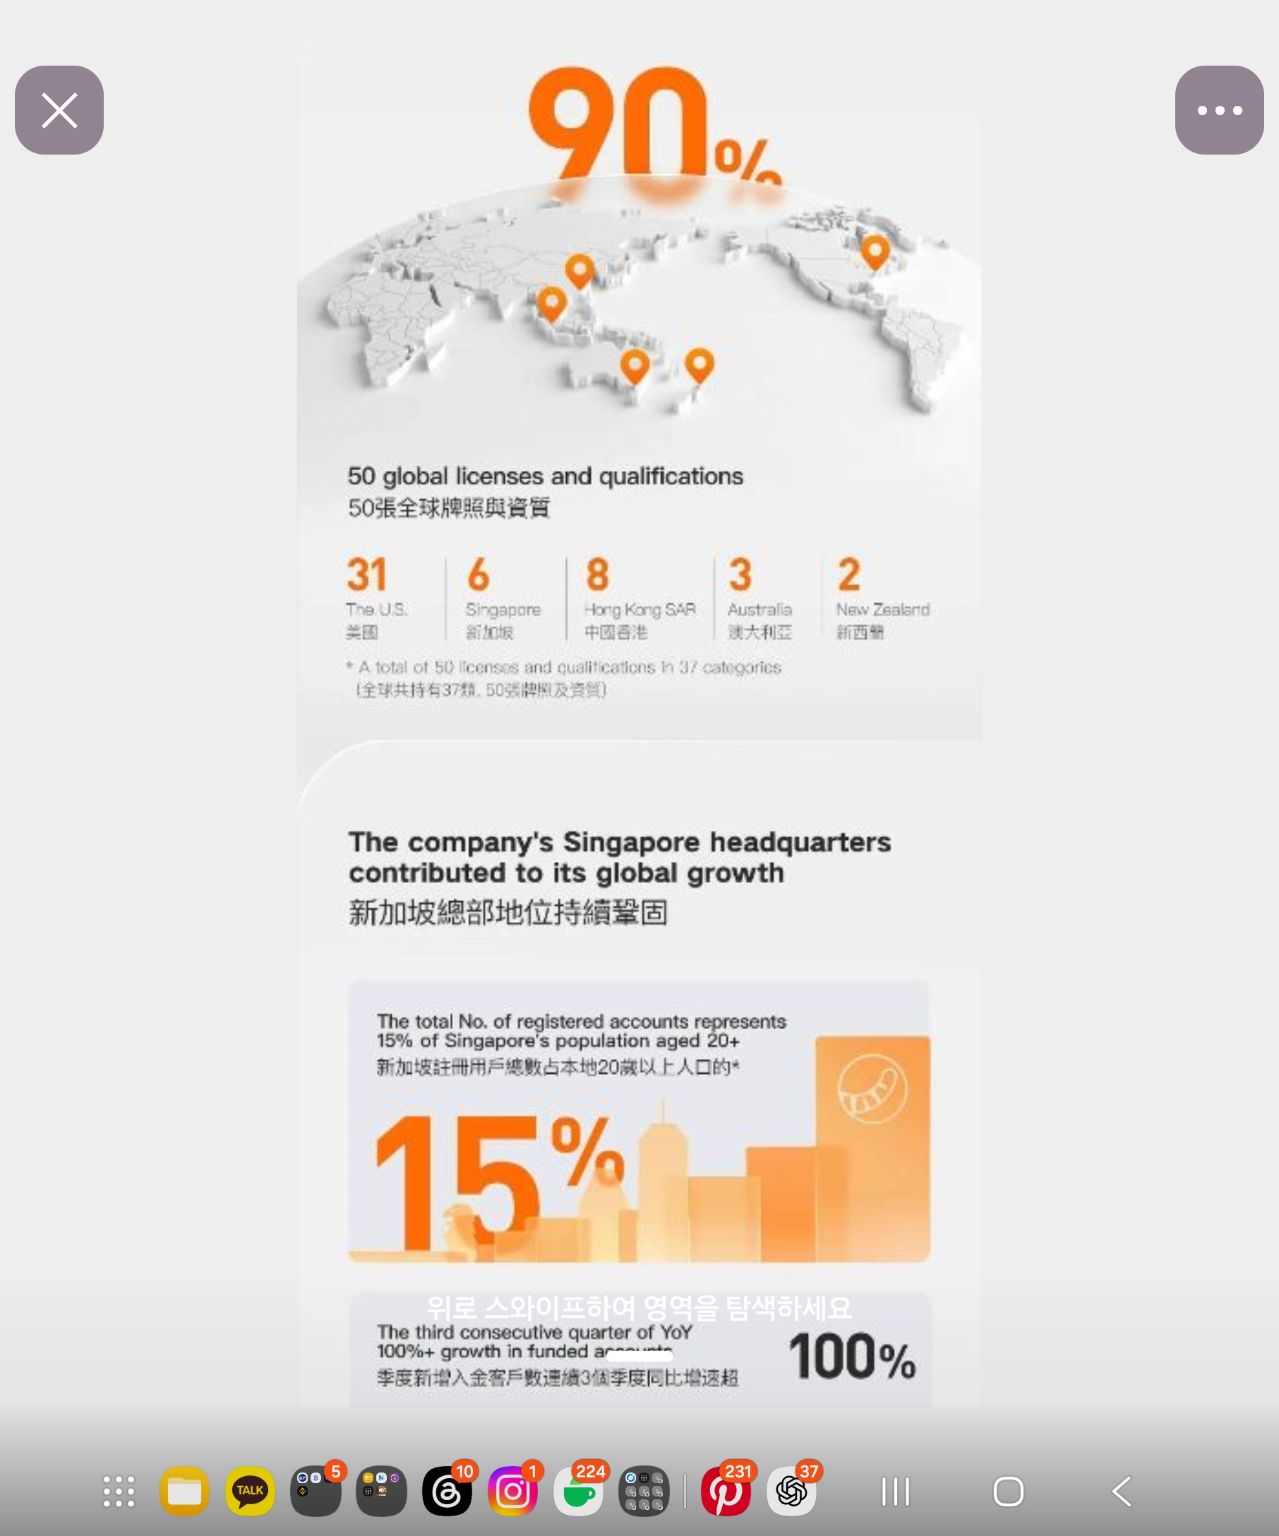 90%
50 global licenses and qualifications
50張全球牌照與資質
31
The U.S.
美國
6
Singapore
新加坡
8
Hong Kong SAR
中國香港
3
Australia
澳大利亞
2
New Zealand
新西蘭
* A total of 50 licenses and qualifications in 37 categories
(全球共持有37類, 50張牌照及資質)
The company's Singapore headquarters
contributed to its global growth
新加坡總部地位持續鞏固
The total No. of registered accounts represents
15% of Singapore's population aged 20+
新加坡註冊用戶總數占本地20歲以上人口的*
15%
위로 스와이프하여 영역을 탐색하세요
The third consecutive quarter of YoY
100%+ growth in funded accounts
季度新增入金客戶數連續3個季度同比增速超
100%
TALK
5
10
1
224
231
37